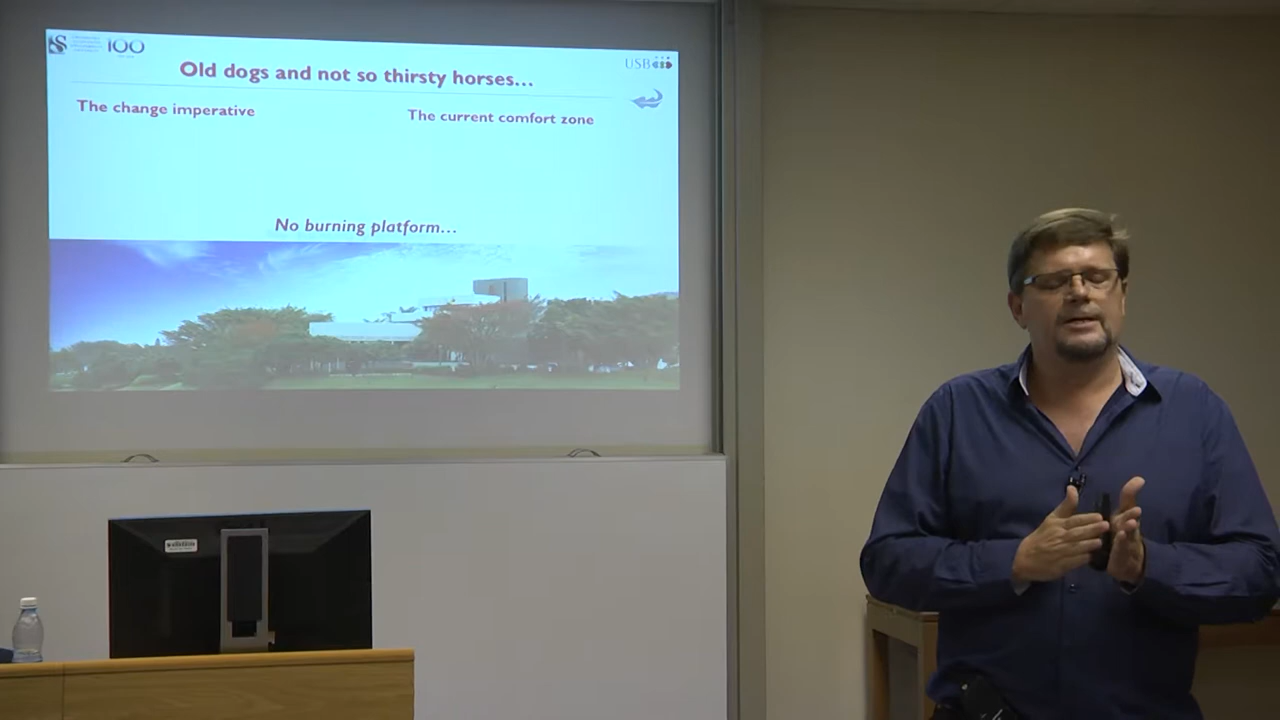 100
USB
Old dogs and not so thirsty horses...
The change imperative
The current comfort zone
No burning platform...